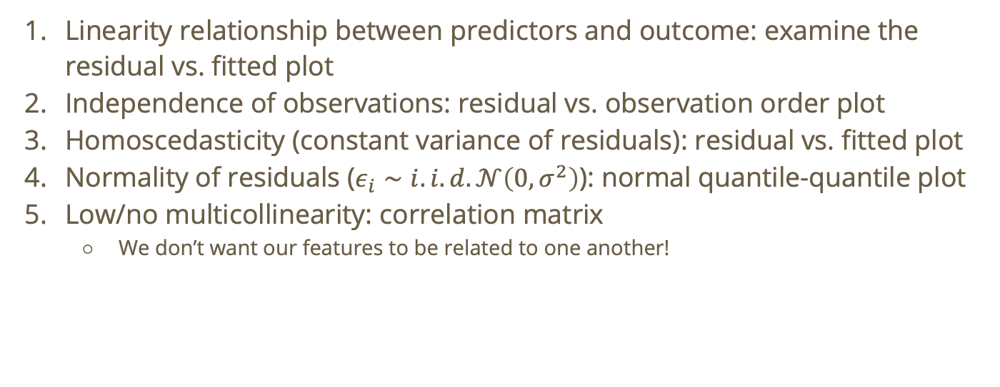 1. Linearity relationship between predictors and outcome: examine the
residual vs. fitted plot
2. Independence of observations: residual vs. observation order plot
3. Homoscedasticity (constant variance of residuals): residual vs. fitted plot
4. Normality of residuals (𝜖ᵢ ~ i. i. d. 𝒩(0, σ²)): normal quantile-quantile plot
5. Low/no multicollinearity: correlation matrix
○ We don’t want our features to be related to one another!